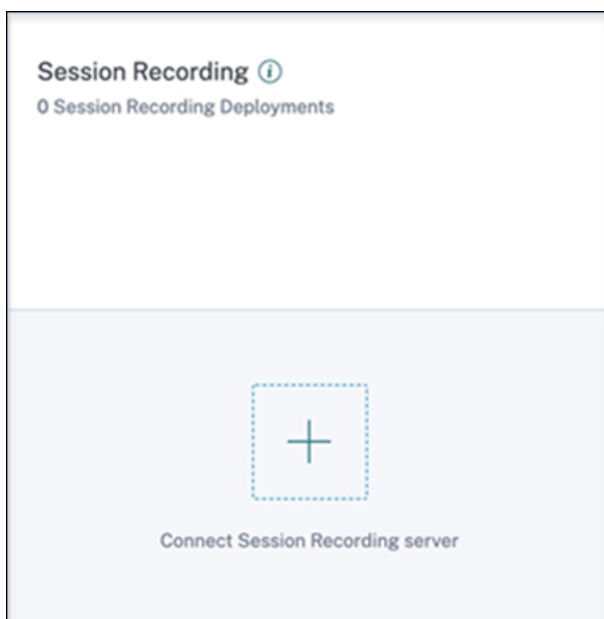 Session Recording i
0 Session Recording Deployments
Connect Session Recording server